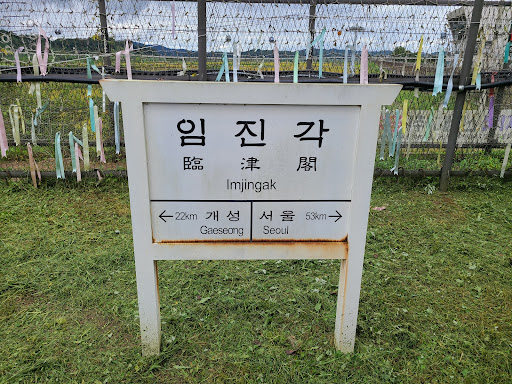 임 진 각
臨 津 閣
Imjingak
← 22km 개 성 서 울 53km →
Gaeseong Seoul